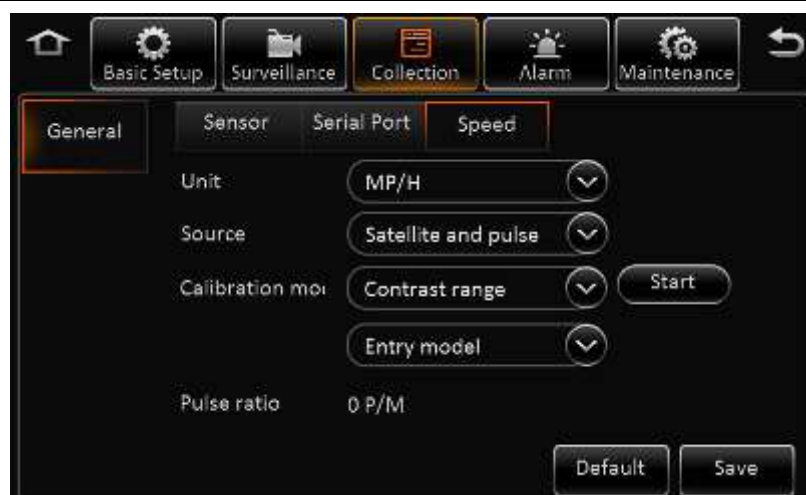 Basic Setup Surveillance Collection Alarm Maintenance
General Sensor Serial Port Speed
Unit MP/H
Source Satellite and pulse
Calibration mo Contrast range Start
Entry model
Pulse ratio 0 P/M
Default Save